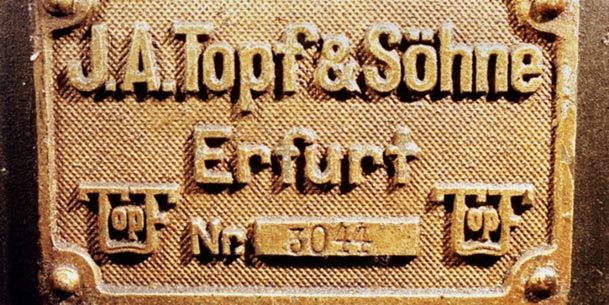 J.A.Topf & Söhne
Erfurt
Topf Nr. 3044 Topf